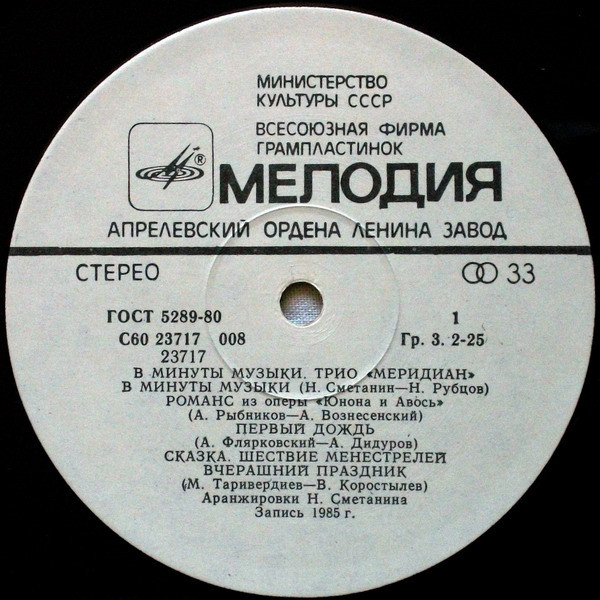 МИНИСТЕРСТВО
КУЛЬТУРЫ СССР
ВСЕСОЮЗНАЯ ФИРМА
ГРАМПЛАСТИНОК
®
МЕЛОДИЯ
АПРЕЛЕВСКИЙ ОРДЕНА ЛЕНИНА ЗАВОД
СТЕРЕО 33
ГОСТ 5289-80 1
С60 23717 008 Гр. 3. 2-25
23717
В МИНУТЫ МУЗЫКИ. ТРИО «МЕРИДИАН»
В МИНУТЫ МУЗЫКИ (Н. Сметанин—Н. Рубцов)
РОМАНС из оперы «Юнона и Авось»
(А. Рыбников—А. Вознесенский)
ПЕРВЫЙ ДОЖДЬ
(А. Флярковский—А. Дидуров)
СКАЗКА. ШЕСТВИЕ МЕНЕСТРЕЛЕЙ
ВЧЕРАШНИЙ ПРАЗДНИК
(М. Таривердиев—В. Коростылев)
Аранжировки Н. Сметанина
Запись 1985 г.